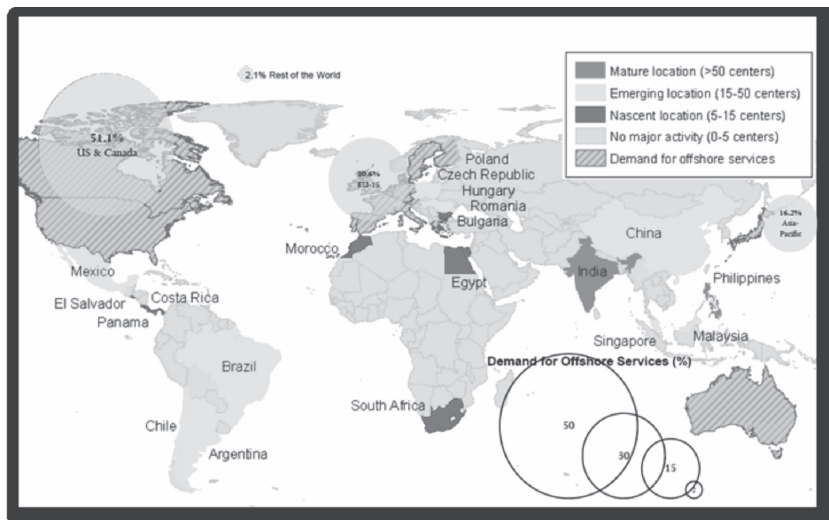 2.1% Rest of the World
Mature location (>50 centers)
Emerging location (15-50 centers)
Nascent location (5-15 centers)
No major activity (0-5 centers)
Demand for offshore services
51.1%
US & Canada
30.6%
EU-15
Poland
Czech Republic
Hungary
Romania
Bulgaria
16.2%
Asia-
Pacific
China
Morocco
Egypt
India
Philippines
Mexico
El Salvador
Costa Rica
Panama
Singapore
Malaysia
Demand for Offshore Services (%)
Brazil
South Africa
Chile
Argentina
50
30
15
2